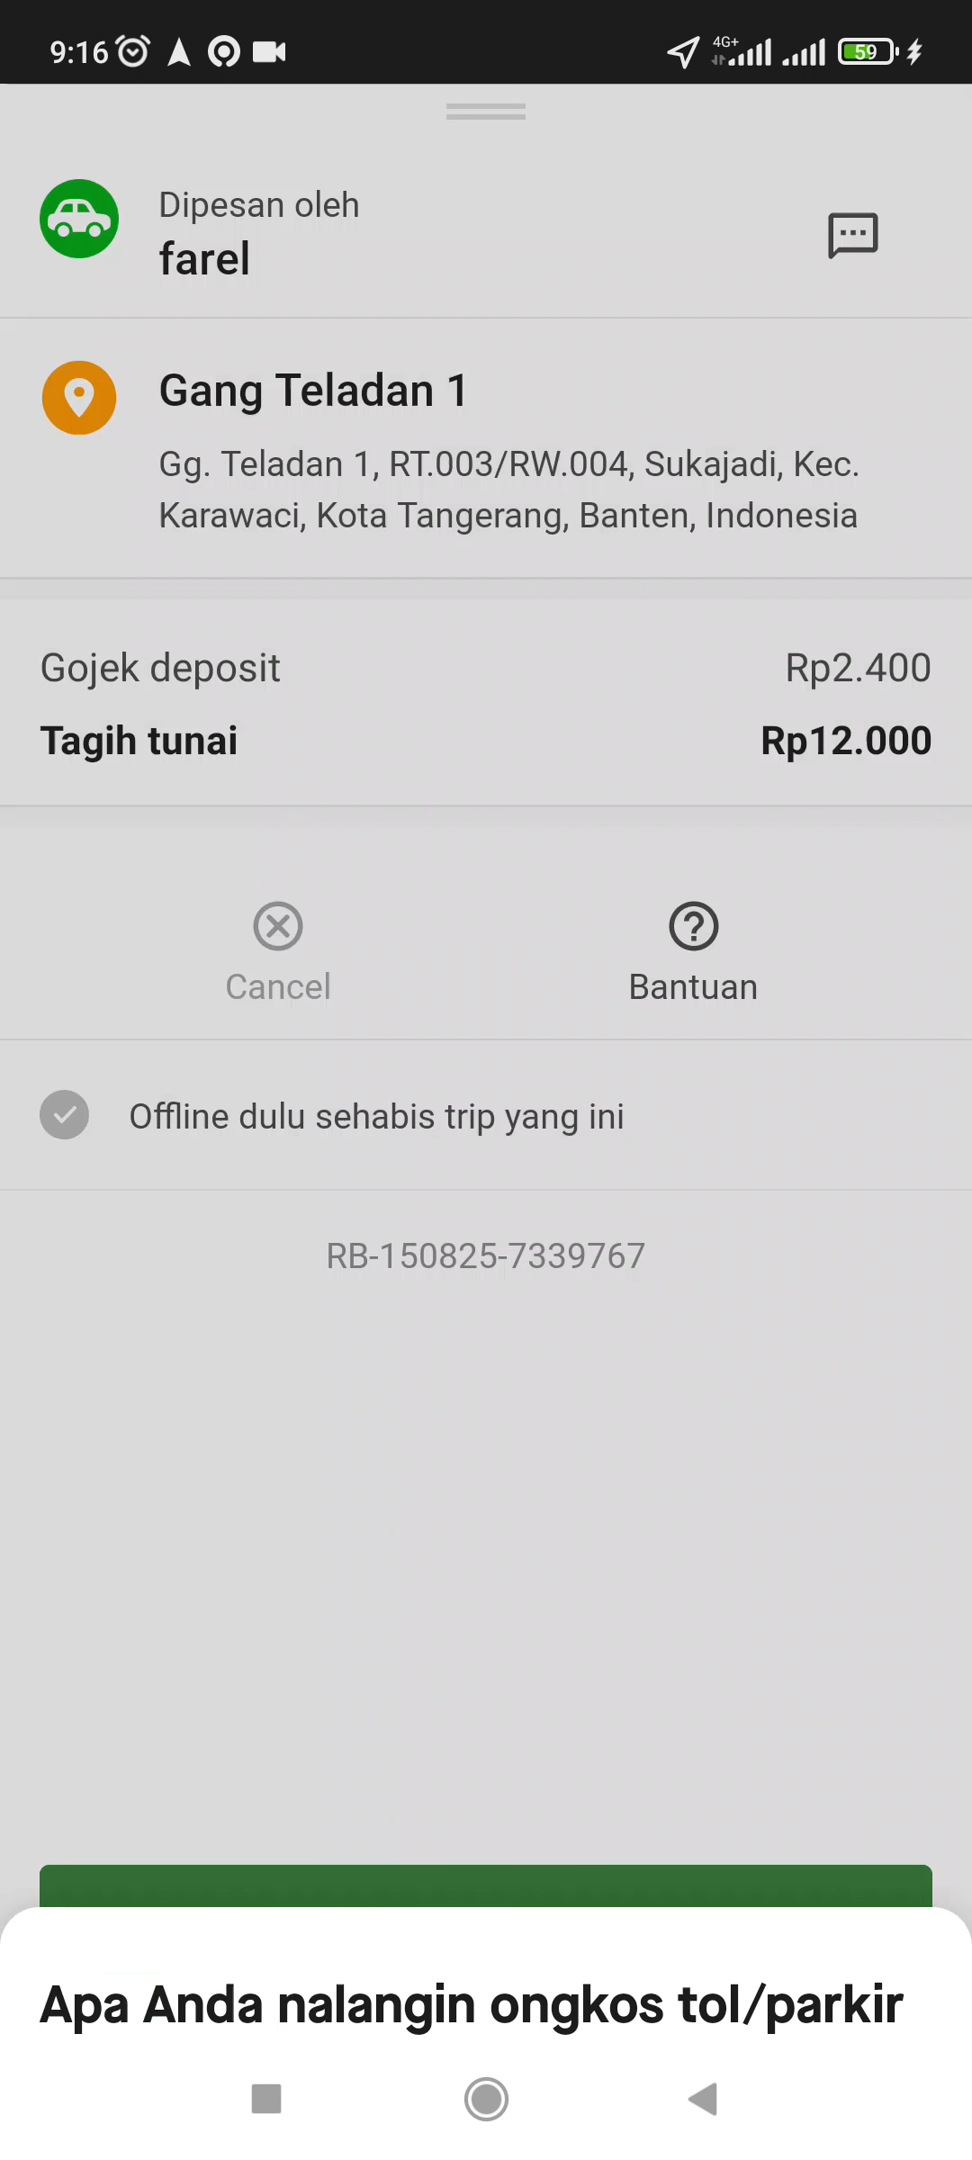 9:16
4G+
59
Dipesan oleh
farel
Gang Teladan 1
Gg. Teladan 1, RT.003/RW.004, Sukajadi, Kec.
Karawaci, Kota Tangerang, Banten, Indonesia
Gojek deposit Rp2.400
Tagih tunai Rp12.000
Cancel Bantuan
Offline dulu sehabis trip yang ini
RB-150825-7339767
Apa Anda nalangin ongkos tol/parkir